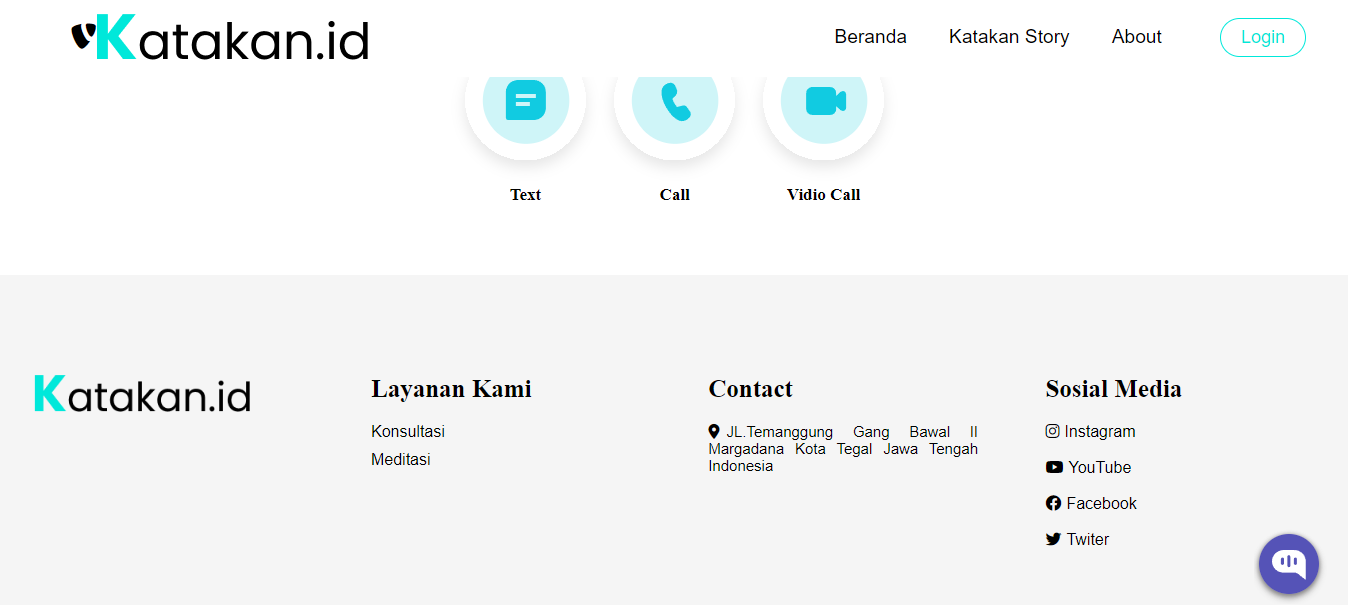 Katakan.id
Beranda
Katakan Story
About
Login
Text
Call
Vidio Call
Katakan.id
Layanan Kami
Konsultasi
Meditasi
Contact
JL.Temanggung Gang Bawal II
Margadana Kota Tegal Jawa Tengah
Indonesia
Sosial Media
Instagram
YouTube
Facebook
Twiter